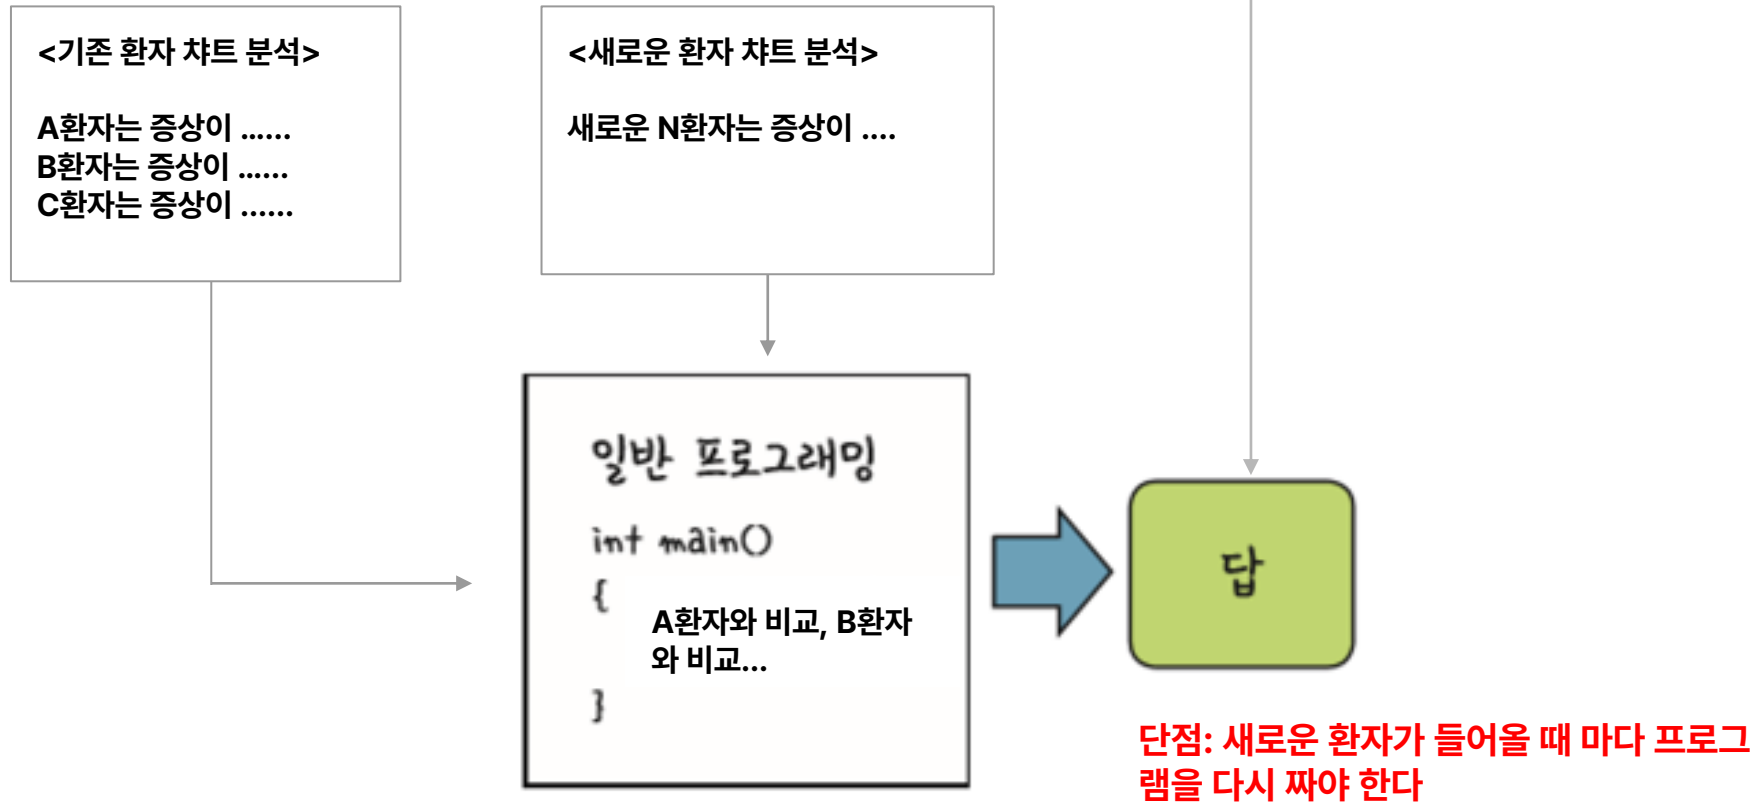 <기존 환자 챠트 분석>
A환자는 증상이 ......
B환자는 증상이 ......
C환자는 증상이 ......
<새로운 환자 챠트 분석>
새로운 N환자는 증상이 ....
일반 프로그래밍
int main()
{
A환자와 비교, B환자
와 비교...
}
답
단점: 새로운 환자가 들어올 때 마다 프로그
램을 다시 짜야 한다